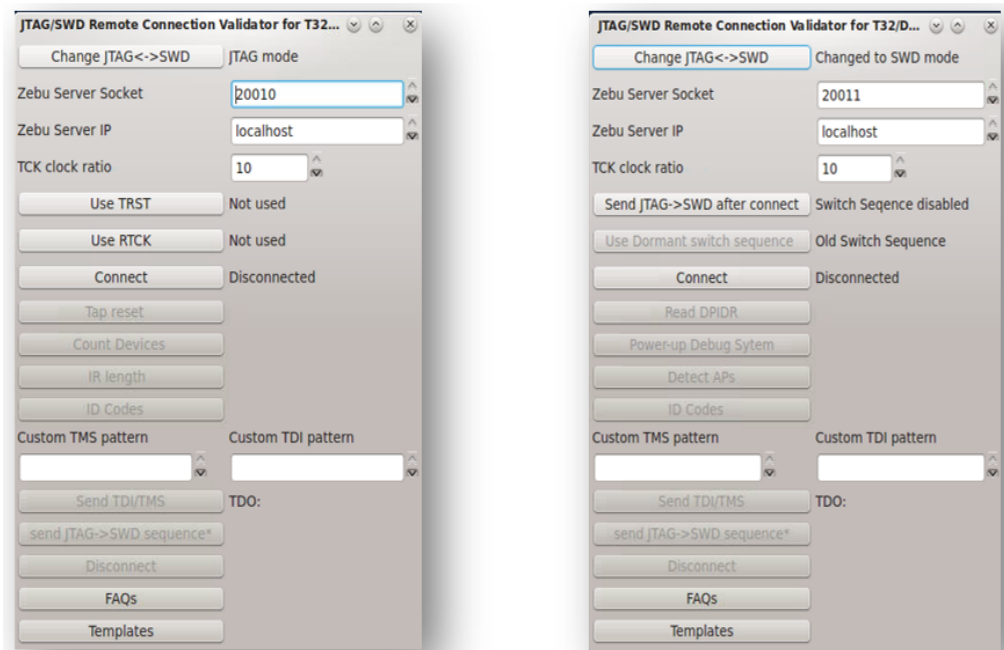 JTAG/SWD Remote Connection Validator for T32...
Change JTAG<->SWD JTAG mode
Zebu Server Socket 20010
Zebu Server IP localhost
TCK clock ratio 10
Use TRST Not used
Use RTCK Not used
Connect Disconnected
Tap reset
Count Devices
IR length
ID Codes
Custom TMS pattern Custom TDI pattern
Send TDI/TMS TDO:
send JTAG->SWD sequence*
Disconnect
FAQs
Templates
JTAG/SWD Remote Connection Validator for T32/D...
Change JTAG<->SWD Changed to SWD mode
Zebu Server Socket 20011
Zebu Server IP localhost
TCK clock ratio 10
Send JTAG->SWD after connect Switch Seqence disabled
Use Dormant switch sequence Old Switch Sequence
Connect Disconnected
Read DPIDR
Power-up Debug Sytem
Detect APs
ID Codes
Custom TMS pattern Custom TDI pattern
Send TDI/TMS TDO:
send JTAG->SWD sequence*
Disconnect
FAQs
Templates